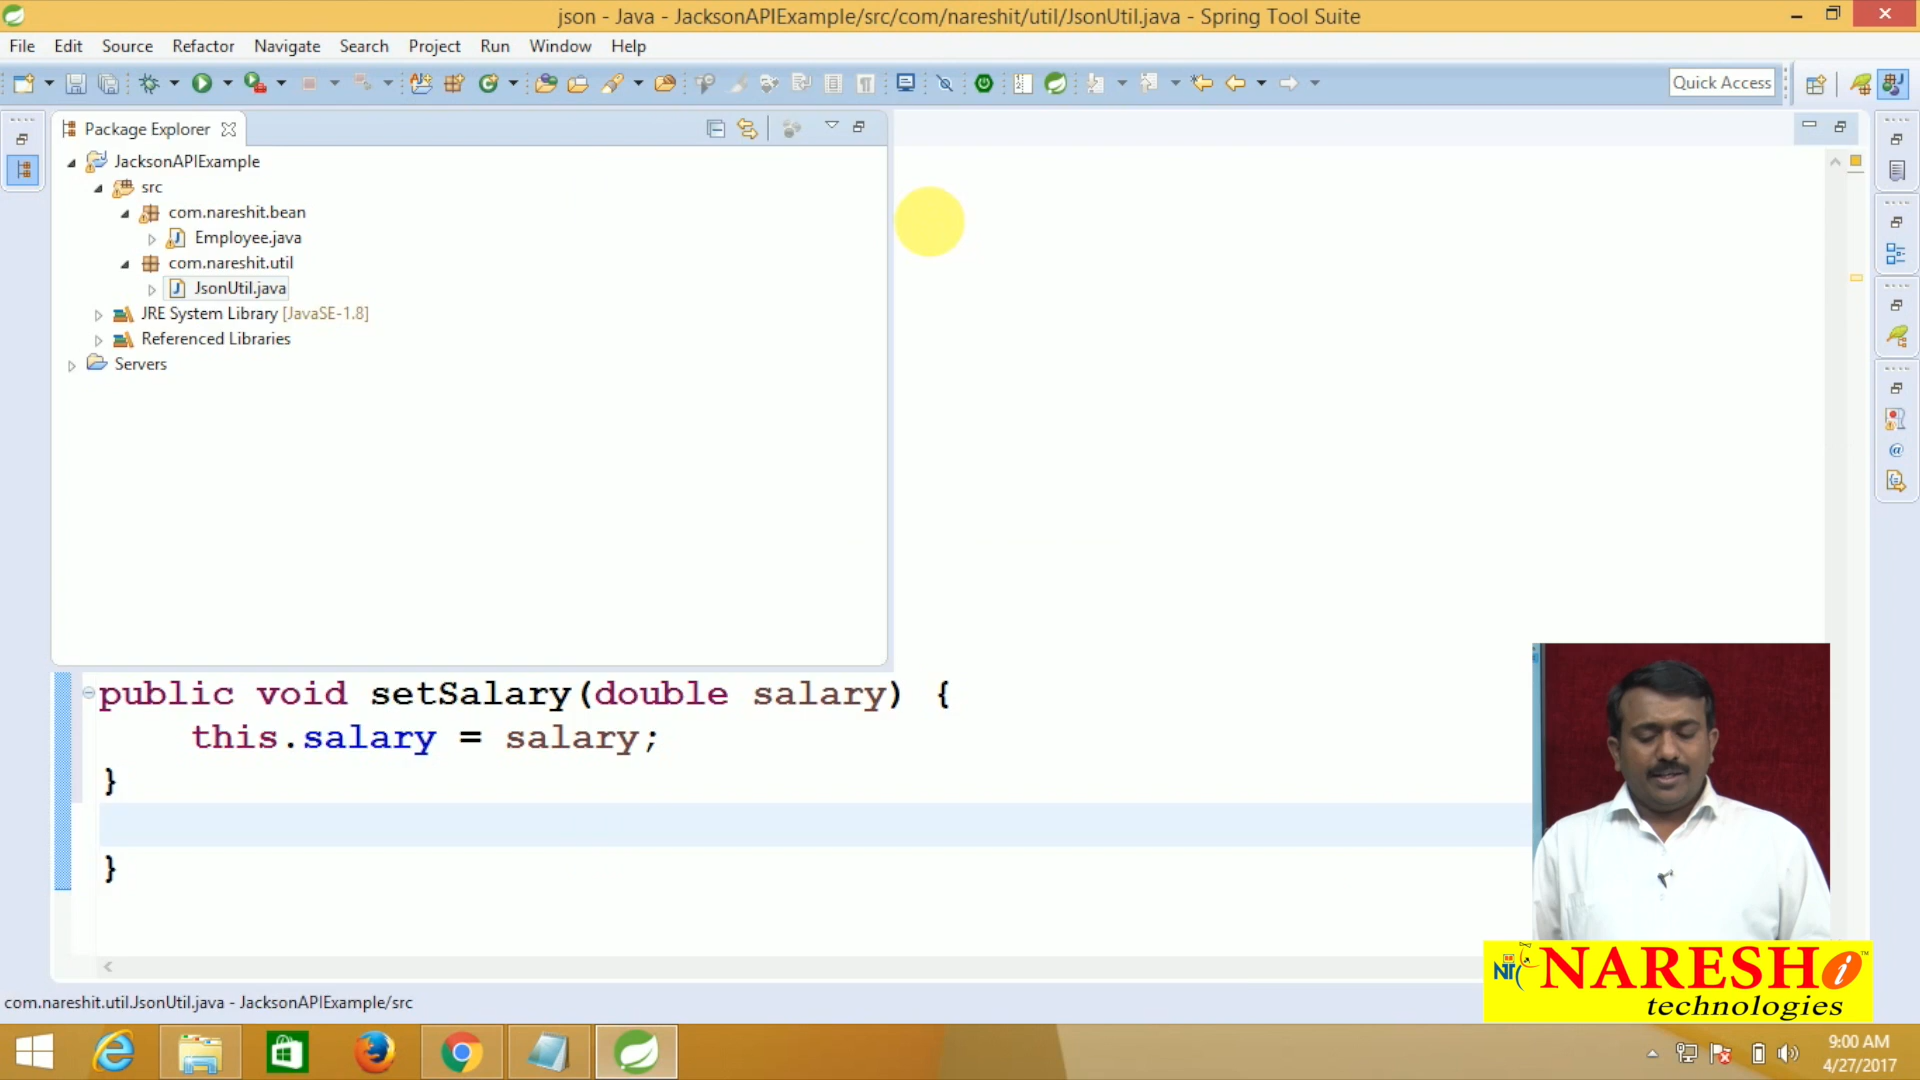 json - Java - JacksonAPIExample/src/com/nareshit/util/JsonUtil.java - Spring Tool Suite
File Edit Source Refactor Navigate Search Project Run Window Help
Quick Access
Package Explorer
JacksonAPIExample
src
com.nareshit.bean
Employee.java
com.nareshit.util
JsonUtil.java
JRE System Library [JavaSE-1.8]
Referenced Libraries
Servers
public void setSalary(double salary) {
this.salary = salary;
}
}
NARESH i
technologies
com.nareshit.util.JsonUtil.java - JacksonAPIExample/src
9:00 AM
4/27/2017